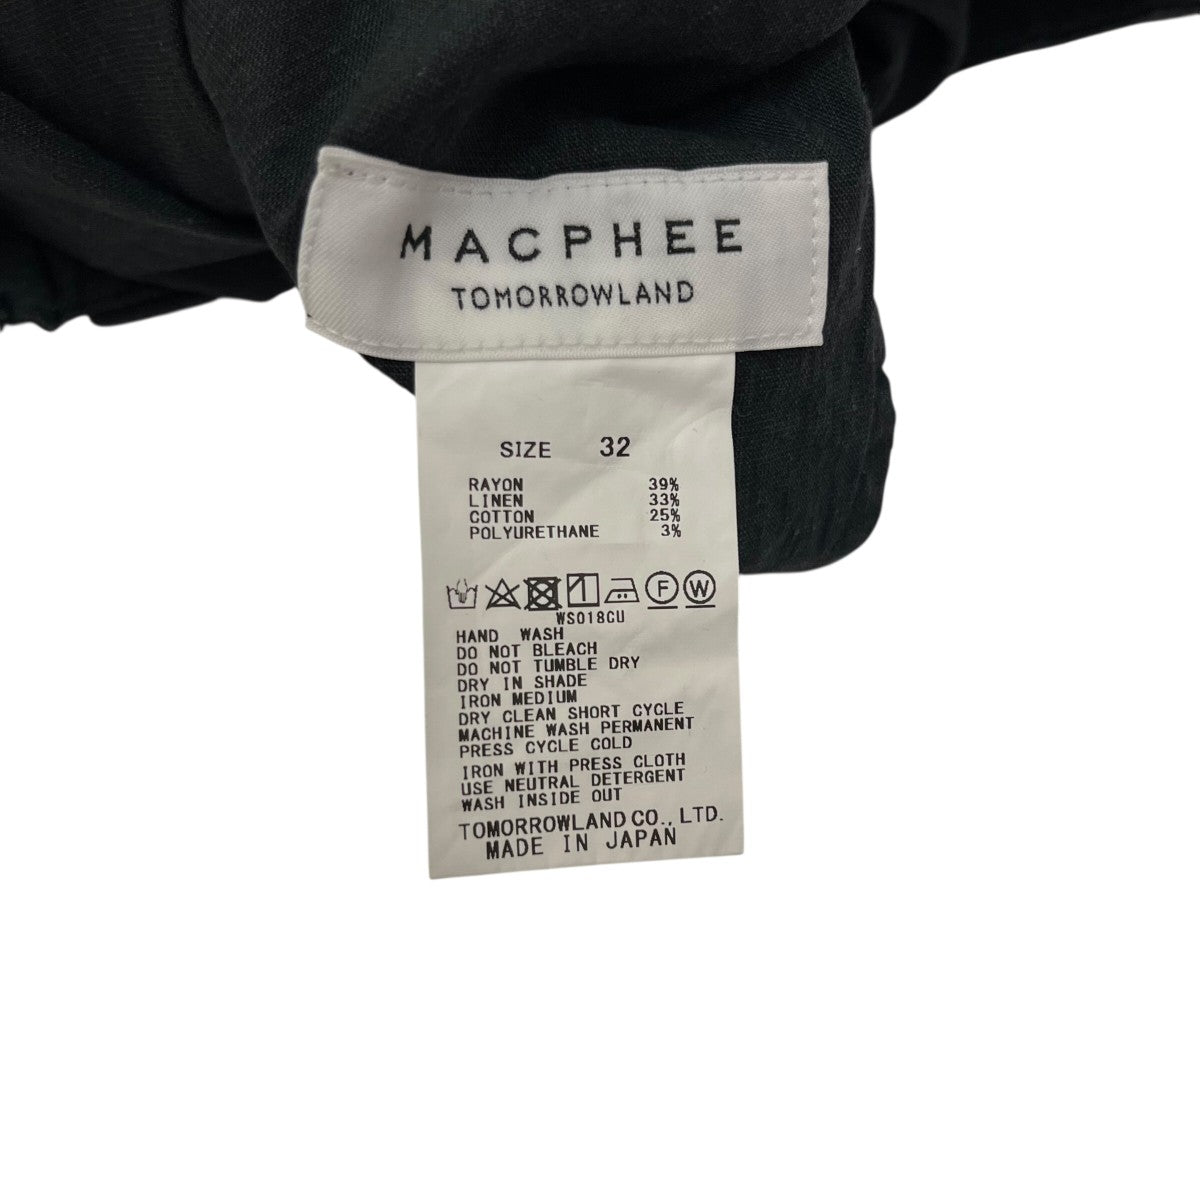 MACPHEE
TOMORROWLAND
SIZE 32
RAYON 39%
LINEN 33%
COTTON 25%
POLYURETHANE 3%
F W
WS018CU
HAND WASH
DO NOT BLEACH
DO NOT TUMBLE DRY
DRY IN SHADE
IRON MEDIUM
DRY CLEAN SHORT CYCLE
MACHINE WASH PERMANENT
PRESS CYCLE COLD
IRON WITH PRESS CLOTH
USE NEUTRAL DETERGENT
WASH INSIDE OUT
TOMORROWLAND CO., LTD.
MADE IN JAPAN